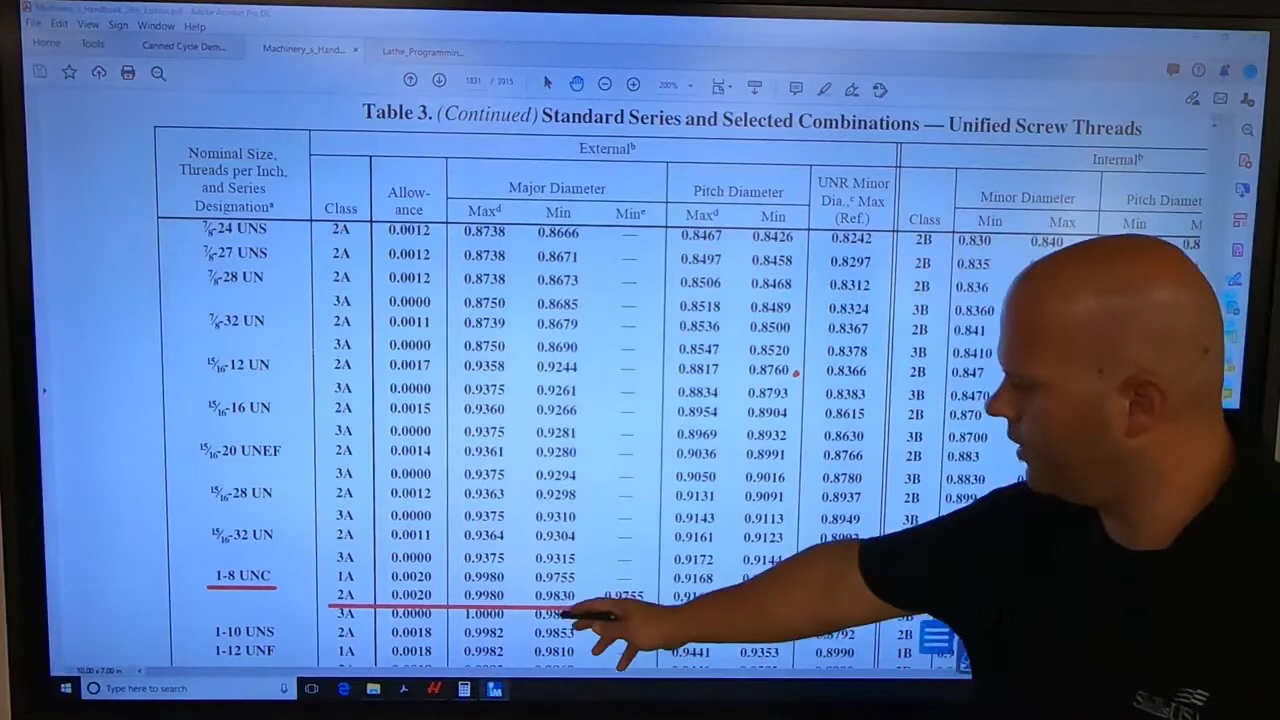 Machinery_s_Handbook_29th_Edition.pdf - Adobe Acrobat Pro DC
File Edit View Sign Window Help
Home Tools Canned Cycle Dem... Machinery_s_Hand... × Lathe_Programmin...
1831 / 3915 200%
Table 3. (Continued) Standard Series and Selected Combinations — Unified Screw Threads
Nominal Size, Threads per Inch, and Series Designationa
Externalb Internalb
Class Allow-ance Major Diameter Pitch Diameter UNR Minor Dia.,c Max (Ref.) Class Minor Diameter Pitch Diamet
Maxd Min Mine Maxd Min Min Max Min M
7/8-24 UNS 2A 0.0012 0.8738 0.8666 — 0.8467 0.8426 0.8242 2B 0.830 0.840 0.8
7/8-27 UNS 2A 0.0012 0.8738 0.8671 — 0.8497 0.8458 0.8297 2B 0.835
7/8-28 UN 2A 0.0012 0.8738 0.8673 — 0.8506 0.8468 0.8312 2B 0.836
3A 0.0000 0.8750 0.8685 — 0.8518 0.8489 0.8324 3B 0.8360
7/8-32 UN 2A 0.0011 0.8739 0.8679 — 0.8536 0.8500 0.8367 2B 0.841
3A 0.0000 0.8750 0.8690 — 0.8547 0.8520 0.8378 3B 0.8410
15/16-12 UN 2A 0.0017 0.9358 0.9244 — 0.8817 0.8760 0.8366 2B 0.847
3A 0.0000 0.9375 0.9261 — 0.8834 0.8793 0.8383 3B 0.8470
15/16-16 UN 2A 0.0015 0.9360 0.9266 — 0.8954 0.8904 0.8615 2B 0.870
3A 0.0000 0.9375 0.9281 — 0.8969 0.8932 0.8630 3B 0.8700
15/16-20 UNEF 2A 0.0014 0.9361 0.9280 — 0.9036 0.8991 0.8766 2B 0.883
3A 0.0000 0.9375 0.9294 — 0.9050 0.9016 0.8780 3B 0.8830
15/16-28 UN 2A 0.0012 0.9363 0.9298 — 0.9131 0.9091 0.8937 2B 0.899
3A 0.0000 0.9375 0.9310 — 0.9143 0.9113 0.8949 3B
15/16-32 UN 2A 0.0011 0.9364 0.9304 — 0.9161 0.9123
3A 0.0000 0.9375 0.9315 — 0.9172
1-8 UNC 1A 0.0020 0.9980 0.9755 — 0.9168
2A 0.0020 0.9980 0.9830 0.9755
3A 0.0000 1.0000
1-10 UNS 2A 0.0018 0.9982 0.9853 2B
1-12 UNF 1A 0.0018 0.9982 0.9810 — 0.9441 0.9353 0.8990 1B
10.00 x 7.00 in
Type here to search
SkillsUSA